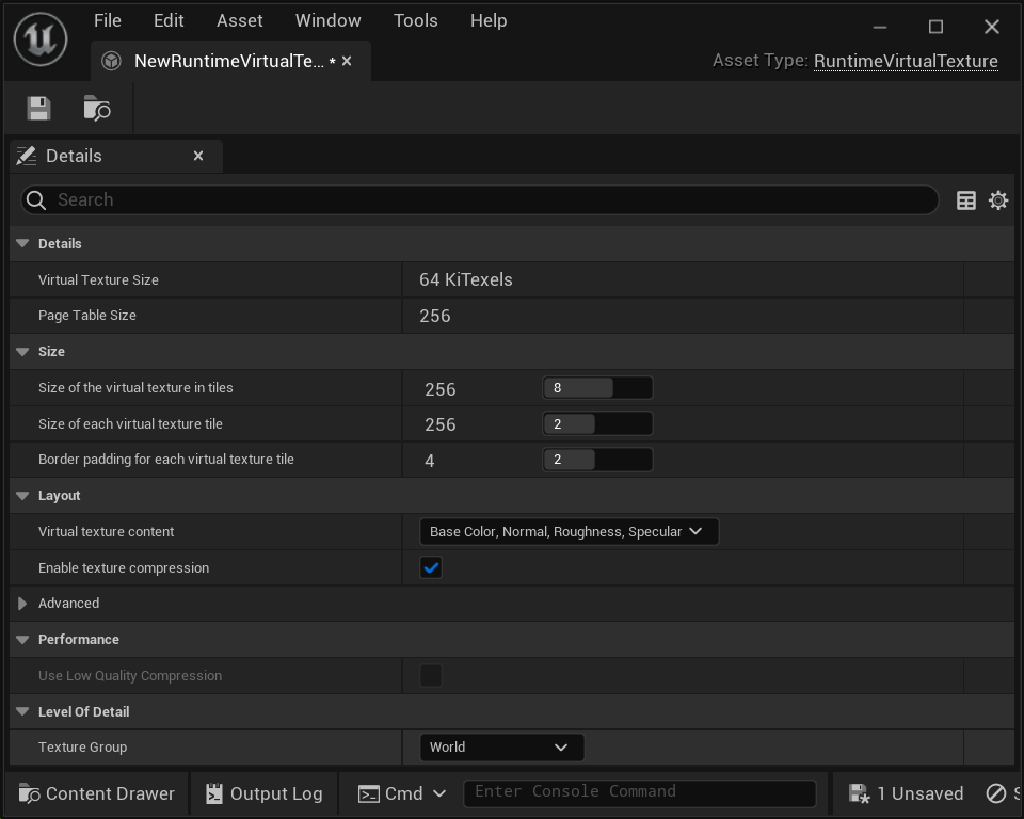 File Edit Asset Window Tools Help
NewRuntimeVirtualTe... *
Asset Type: RuntimeVirtualTexture
Details
Search
Details
Virtual Texture Size 64 KiTexels
Page Table Size 256
Size
Size of the virtual texture in tiles 256 8
Size of each virtual texture tile 256 2
Border padding for each virtual texture tile 4 2
Layout
Virtual texture content Base Color, Normal, Roughness, Specular
Enable texture compression
Advanced
Performance
Use Low Quality Compression
Level Of Detail
Texture Group World
Content Drawer Output Log Cmd Enter Console Command 1 Unsaved